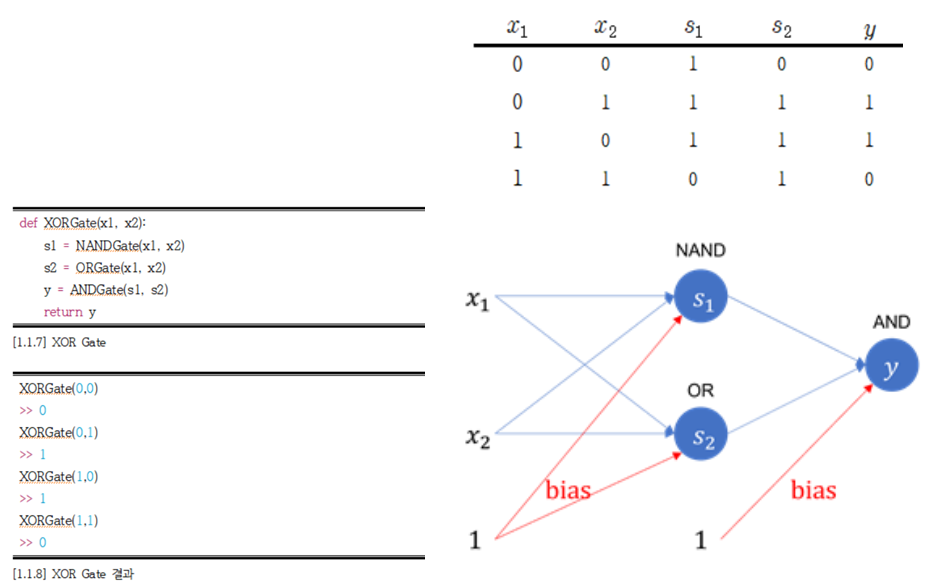 x₁ x₂ s₁ s₂ y
0 0 1 0 0
0 1 1 1 1
1 0 1 1 1
1 1 0 1 0
def XORGate(x1, x2):
s1 = NANDGate(x1, x2)
s2 = ORGate(x1, x2)
y = ANDGate(s1, s2)
return y
[1.1.7] XOR Gate
XORGate(0,0)
>> 0
XORGate(0,1)
>> 1
XORGate(1,0)
>> 1
XORGate(1,1)
>> 0
[1.1.8] XOR Gate 결과
NAND
x₁
s₁
AND
y
OR
x₂
s₂
bias
bias
1
1